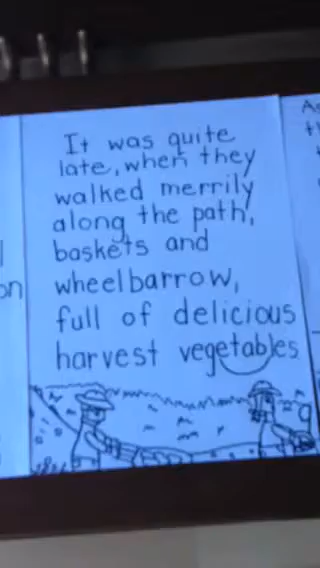 It was quite
late, when they
walked merrily
along the path,
baskets and
wheelbarrow,
full of delicious
harvest vegetables
on